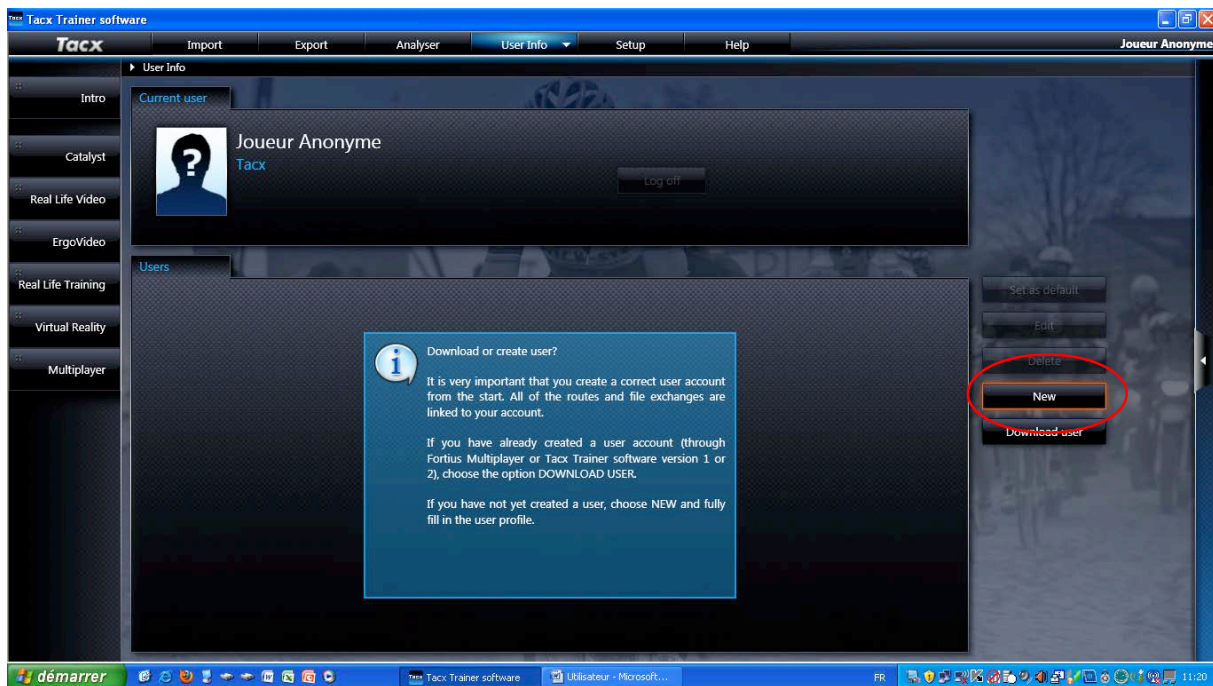 Tacx Trainer software
Tacx Import Export Analyser User Info Setup Help Joueur Anonyme
User Info
Intro
Catalyst
Real Life Video
ErgoVideo
Real Life Training
Virtual Reality
Multiplayer
Current user
Joueur Anonyme
Tacx
Log off
Users
Download or create user?
It is very important that you create a correct user account
from the start. All of the routes and file exchanges are
linked to your account.
If you have already created a user account (through
Fortius Multiplayer or Tacx Trainer software version 1 or
2), choose the option DOWNLOAD USER.
If you have not yet created a user, choose NEW and fully
fill in the user profile.
Set as default
Edit
Delete
New
Download user
démarrer Tacx Trainer software Utilisateur - Microsoft... FR 11:20